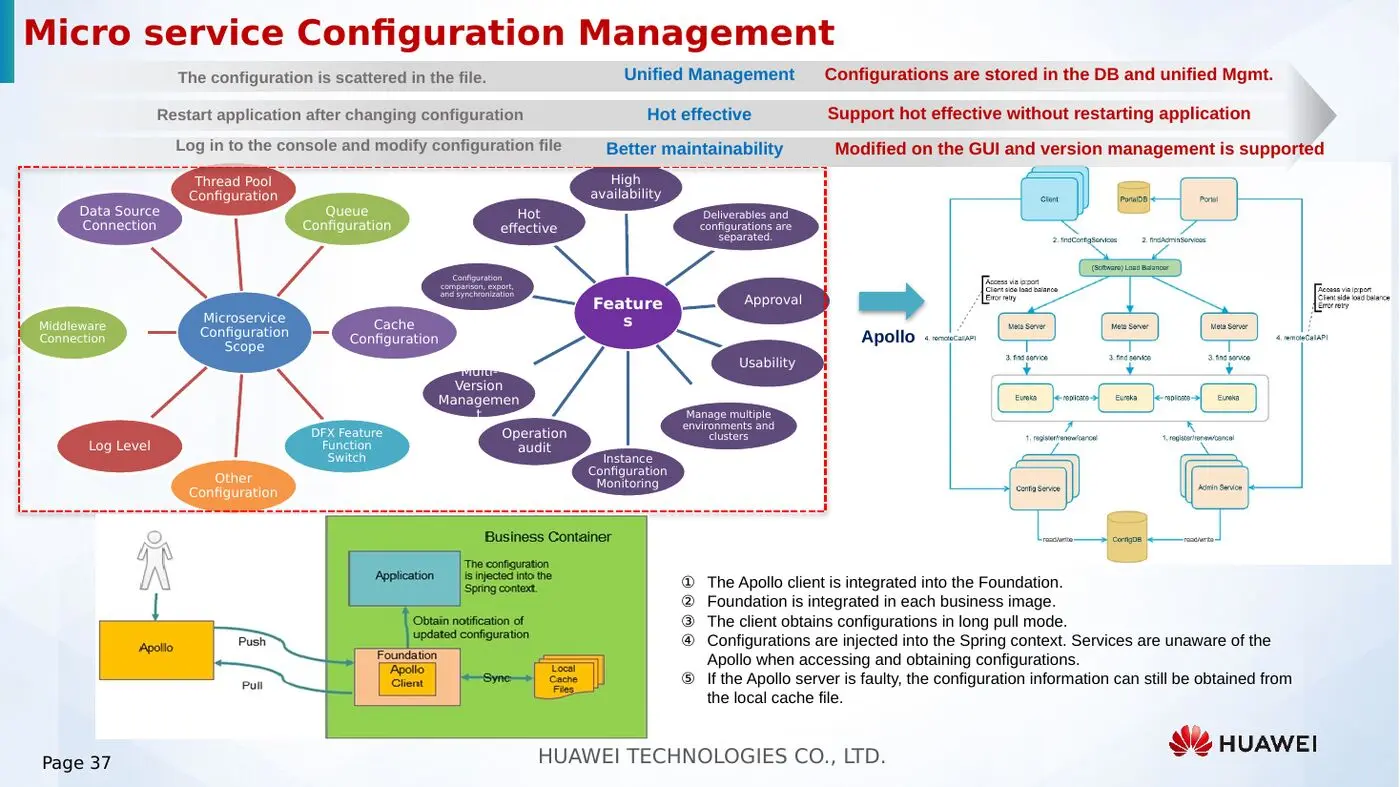 Micro service Configuration Management
The configuration is scattered in the file.
Unified Management
Configurations are stored in the DB and unified Mgmt.
Restart application after changing configuration
Hot effective
Support hot effective without restarting application
Log in to the console and modify configuration file
Better maintainability
Modified on the GUI and version management is supported
Thread Pool
Configuration
Data Source
Connection
Queue
Configuration
Middleware
Connection
Microservice
Configuration
Scope
Cache
Configuration
Log Level
DFX Feature
Function
Switch
Other
Configuration
High
availability
Hot
effective
Deliverables and
configurations are
separated.
Configuration
comparison, export,
and synchronization
Feature
s
Approval
Usability
Multi-
Version
Managemen
t
Manage multiple
environments and
clusters
Operation
audit
Instance
Configuration
Monitoring
Apollo
Client
PortalDB
Portal
2. findConfigServices
2. findAdminServices
(Software) Load Balancer
Access via ip:port
Client side load balance
Error retry
Access via ip:port
Client side load balance
Error retry
Meta Server
Meta Server
Meta Server
4. remoteCallAPI
4. remoteCallAPI
3. find service
3. find service
3. find service
Eureka
replicate
Eureka
replicate
Eureka
1. register/renew/cancel
1. register/renew/cancel
Config Service
Admin Service
read/write
ConfigDB
read/write
Business Container
Application
The configuration
is injected into the
Spring context.
Obtain notification of
updated configuration
Apollo
Push
Pull
Foundation
Apollo
Client
Sync
Local
Cache
Files
① The Apollo client is integrated into the Foundation.
② Foundation is integrated in each business image.
③ The client obtains configurations in long pull mode.
④ Configurations are injected into the Spring context. Services are unaware of the
Apollo when accessing and obtaining configurations.
⑤ If the Apollo server is faulty, the configuration information can still be obtained from
the local cache file.
Page 37
HUAWEI TECHNOLOGIES CO., LTD.
HUAWEI